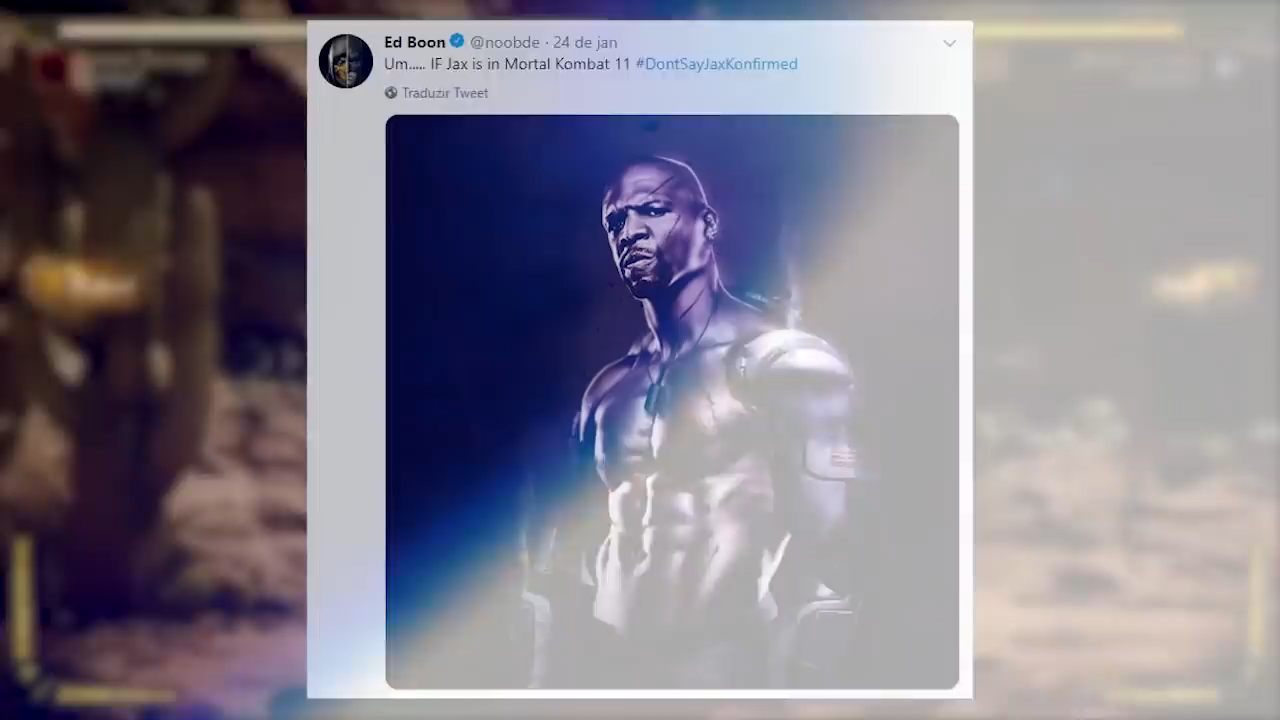 Ed Boon @noobde · 24 de jan
Um..... IF Jax is in Mortal Kombat 11 #DontSayJaxKonfirmed
Traduzir Tweet